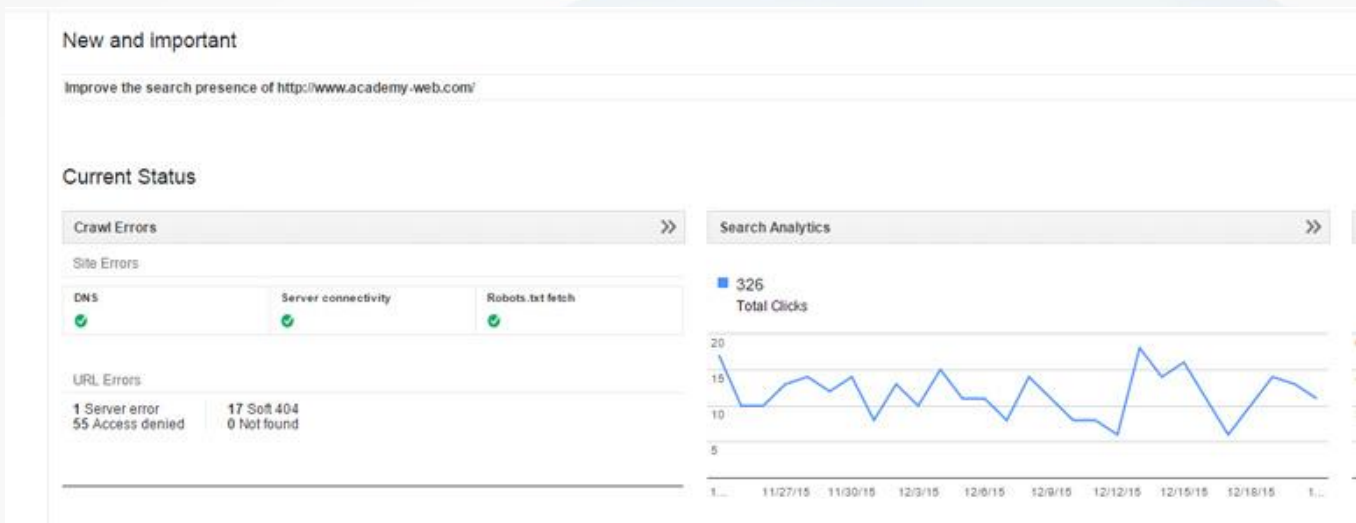 New and important
Improve the search presence of http://www.academy-web.com/
Current Status
Crawl Errors
Site Errors
DNS Server connectivity Robots.txt fetch
URL Errors
1 Server error 17 Soft 404
55 Access denied 0 Not found
Search Analytics
326
Total Clicks
20
15
10
5
1... 11/27/15 11/30/15 12/3/15 12/6/15 12/9/15 12/12/15 12/15/15 12/18/15 1...